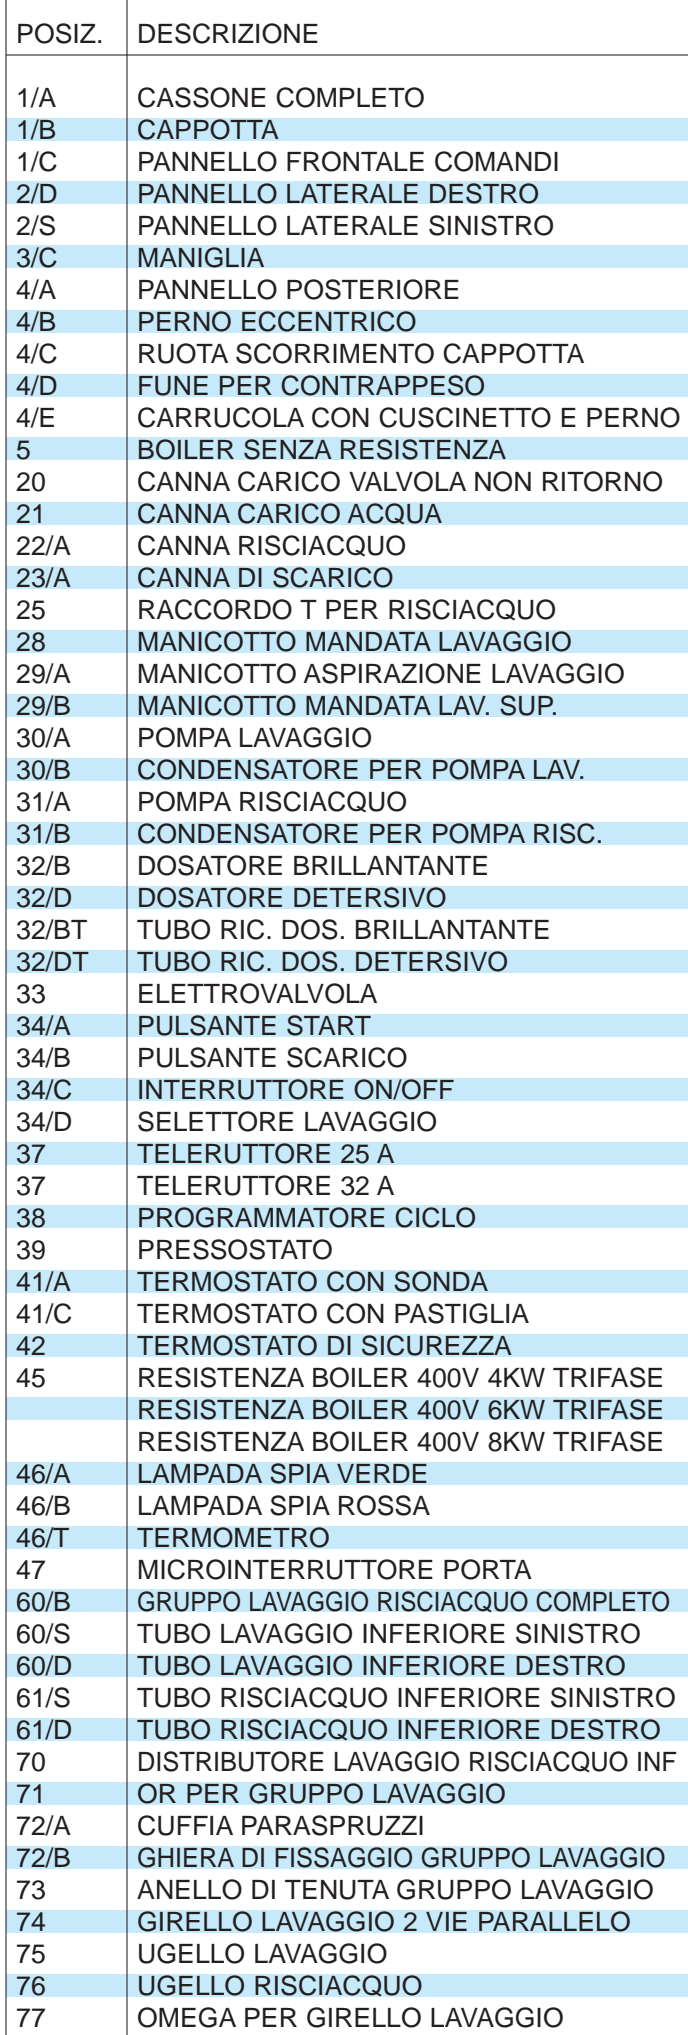 POSIZ. DESCRIZIONE
1/A CASSONE COMPLETO
1/B CAPPOTTA
1/C PANNELLO FRONTALE COMANDI
2/D PANNELLO LATERALE DESTRO
2/S PANNELLO LATERALE SINISTRO
3/C MANIGLIA
4/A PANNELLO POSTERIORE
4/B PERNO ECCENTRICO
4/C RUOTA SCORRIMENTO CAPPOTTA
4/D FUNE PER CONTRAPPESO
4/E CARRUCOLA CON CUSCINETTO E PERNO
5 BOILER SENZA RESISTENZA
20 CANNA CARICO VALVOLA NON RITORNO
21 CANNA CARICO ACQUA
22/A CANNA RISCIACQUO
23/A CANNA DI SCARICO
25 RACCORDO T PER RISCIACQUO
28 MANICOTTO MANDATA LAVAGGIO
29/A MANICOTTO ASPIRAZIONE LAVAGGIO
29/B MANICOTTO MANDATA LAV. SUP.
30/A POMPA LAVAGGIO
30/B CONDENSATORE PER POMPA LAV.
31/A POMPA RISCIACQUO
31/B CONDENSATORE PER POMPA RISC.
32/B DOSATORE BRILLANTANTE
32/D DOSATORE DETERSIVO
32/BT TUBO RIC. DOS. BRILLANTANTE
32/DT TUBO RIC. DOS. DETERSIVO
33 ELETTROVALVOLA
34/A PULSANTE START
34/B PULSANTE SCARICO
34/C INTERRUTTORE ON/OFF
34/D SELETTORE LAVAGGIO
37 TELERUTTORE 25 A
37 TELERUTTORE 32 A
38 PROGRAMMATORE CICLO
39 PRESSOSTATO
41/A TERMOSTATO CON SONDA
41/C TERMOSTATO CON PASTIGLIA
42 TERMOSTATO DI SICUREZZA
45 RESISTENZA BOILER 400V 4KW TRIFASE
RESISTENZA BOILER 400V 6KW TRIFASE
RESISTENZA BOILER 400V 8KW TRIFASE
46/A LAMPADA SPIA VERDE
46/B LAMPADA SPIA ROSSA
46/T TERMOMETRO
47 MICROINTERRUTTORE PORTA
60/B GRUPPO LAVAGGIO RISCIACQUO COMPLETO
60/S TUBO LAVAGGIO INFERIORE SINISTRO
60/D TUBO LAVAGGIO INFERIORE DESTRO
61/S TUBO RISCIACQUO INFERIORE SINISTRO
61/D TUBO RISCIACQUO INFERIORE DESTRO
70 DISTRIBUTORE LAVAGGIO RISCIACQUO INF
71 OR PER GRUPPO LAVAGGIO
72/A CUFFIA PARASPRUZZI
72/B GHIERA DI FISSAGGIO GRUPPO LAVAGGIO
73 ANELLO DI TENUTA GRUPPO LAVAGGIO
74 GIRELLO LAVAGGIO 2 VIE PARALLELO
75 UGELLO LAVAGGIO
76 UGELLO RISCIACQUO
77 OMEGA PER GIRELLO LAVAGGIO